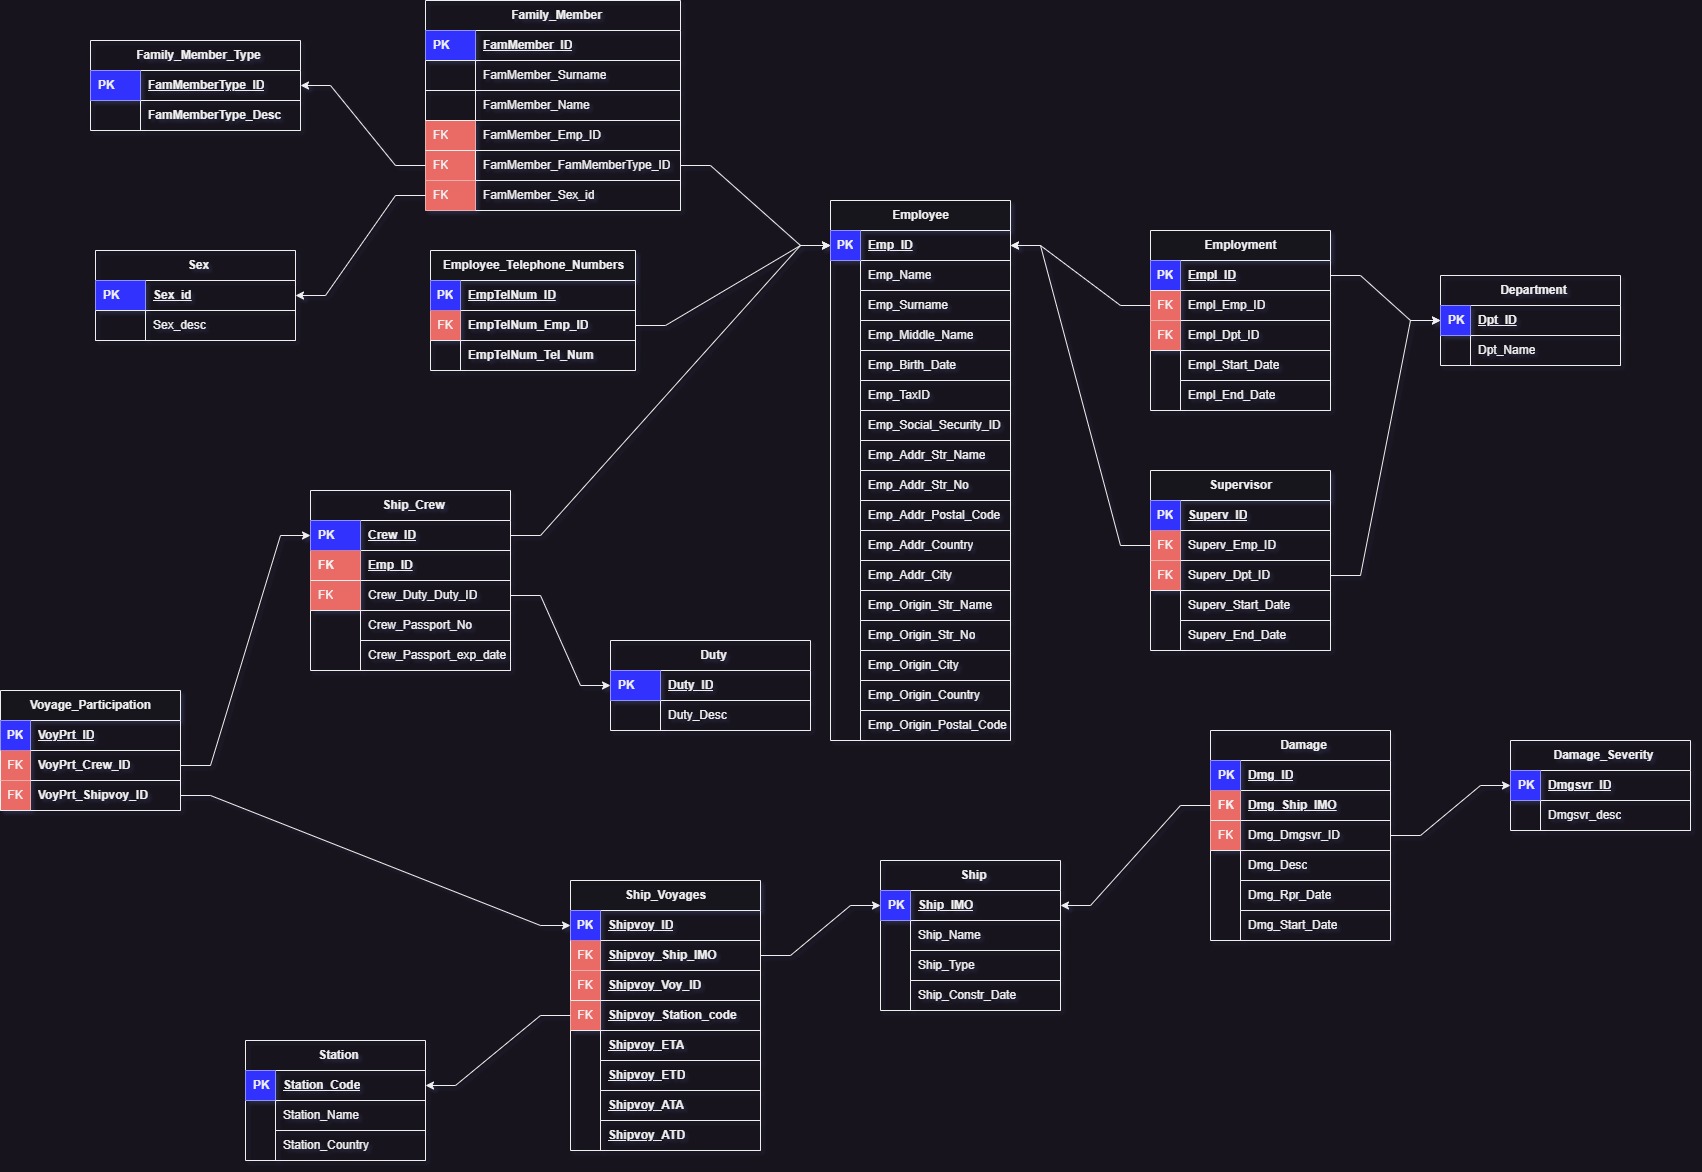 Family_Member
PK FamMember_ID
FamMember_Surname
FamMember_Name
FK FamMember_Emp_ID
FK FamMember_FamMemberType_ID
FK FamMember_Sex_id
Family_Member_Type
PK FamMemberType_ID
FamMemberType_Desc
Sex
PK Sex_id
Sex_desc
Employee_Telephone_Numbers
PK EmpTelNum_ID
FK EmpTelNum_Emp_ID
EmpTelNum_Tel_Num
Employee
PK Emp_ID
Emp_Name
Emp_Surname
Emp_Middle_Name
Emp_Birth_Date
Emp_TaxID
Emp_Social_Security_ID
Emp_Addr_Str_Name
Emp_Addr_Str_No
Emp_Addr_Postal_Code
Emp_Addr_Country
Emp_Addr_City
Emp_Origin_Str_Name
Emp_Origin_Str_No
Emp_Origin_City
Emp_Origin_Country
Emp_Origin_Postal_Code
Employment
PK Empl_ID
FK Empl_Emp_ID
FK Empl_Dpt_ID
Empl_Start_Date
Empl_End_Date
Department
PK Dpt_ID
Dpt_Name
Supervisor
PK Superv_ID
FK Superv_Emp_ID
FK Superv_Dpt_ID
Superv_Start_Date
Superv_End_Date
Ship_Crew
PK Crew_ID
FK Emp_ID
FK Crew_Duty_Duty_ID
Crew_Passport_No
Crew_Passport_exp_date
Duty
PK Duty_ID
Duty_Desc
Voyage_Participation
PK VoyPrt_ID
FK VoyPrt_Crew_ID
FK VoyPrt_Shipvoy_ID
Damage
PK Dmg_ID
FK Dmg_Ship_IMO
FK Dmg_Dmgsvr_ID
Dmg_Desc
Dmg_Rpr_Date
Dmg_Start_Date
Damage_Severity
PK Dmgsvr_ID
Dmgsvr_desc
Ship
PK Ship_IMO
Ship_Name
Ship_Type
Ship_Constr_Date
Ship_Voyages
PK Shipvoy_ID
FK Shipvoy_Ship_IMO
FK Shipvoy_Voy_ID
FK Shipvoy_Station_code
Shipvoy_ETA
Shipvoy_ETD
Shipvoy_ATA
Shipvoy_ATD
Station
PK Station_Code
Station_Name
Station_Country